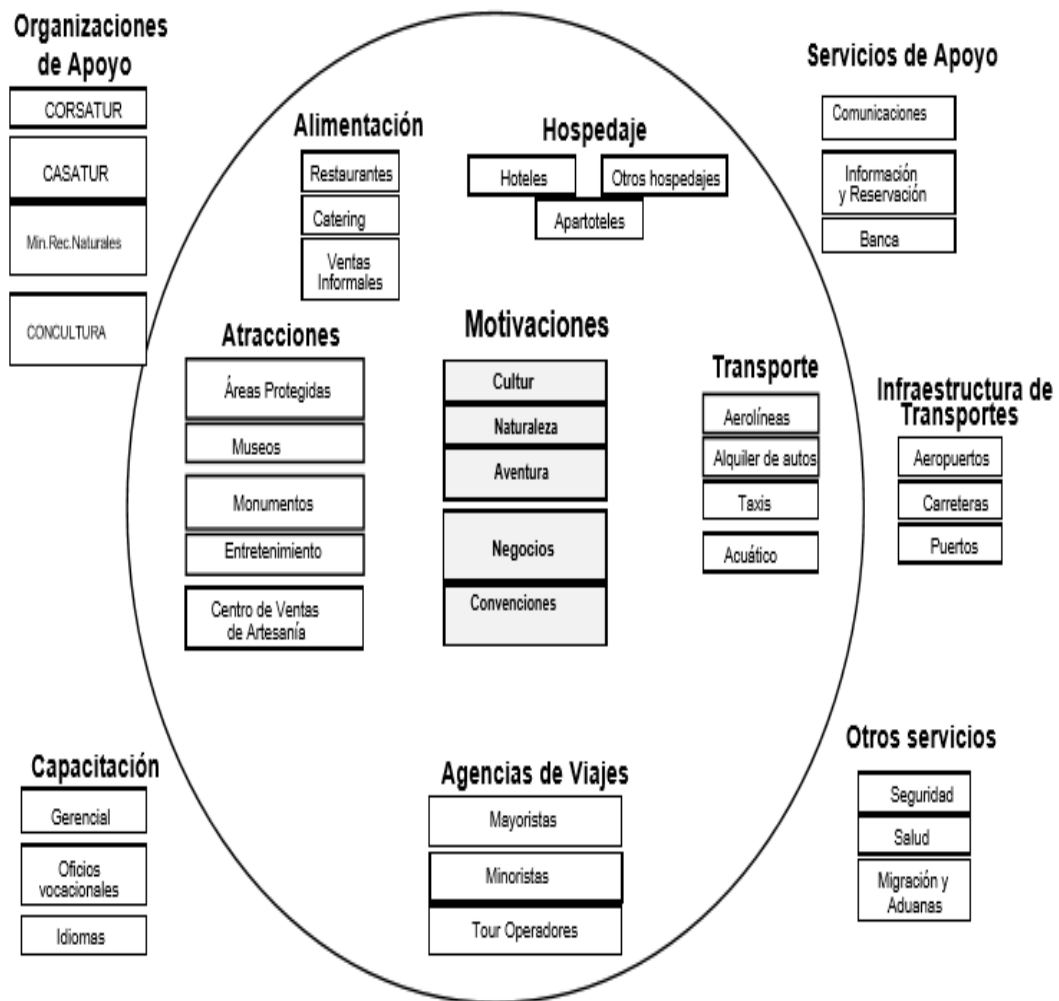 Organizaciones
de Apoyo
CORSATUR
CASATUR
Min.Rec.Naturales
CONCULTURA
Alimentación
Restaurantes
Catering
Ventas
Informales
Hospedaje
Hoteles
Otros hospedajes
Apartoteles
Servicios de Apoyo
Comunicaciones
Información
y Reservación
Banca
Atracciones
Áreas Protegidas
Museos
Monumentos
Entretenimiento
Centro de Ventas
de Artesanía
Motivaciones
Cultur
Naturaleza
Aventura
Negocios
Convenciones
Transporte
Aerolíneas
Alquiler de autos
Taxis
Acuático
Infraestructura de
Transportes
Aeropuertos
Carreteras
Puertos
Capacitación
Gerencial
Oficios
vocacionales
Idiomas
Agencias de Viajes
Mayoristas
Minoristas
Tour Operadores
Otros servicios
Seguridad
Salud
Migración y
Aduanas